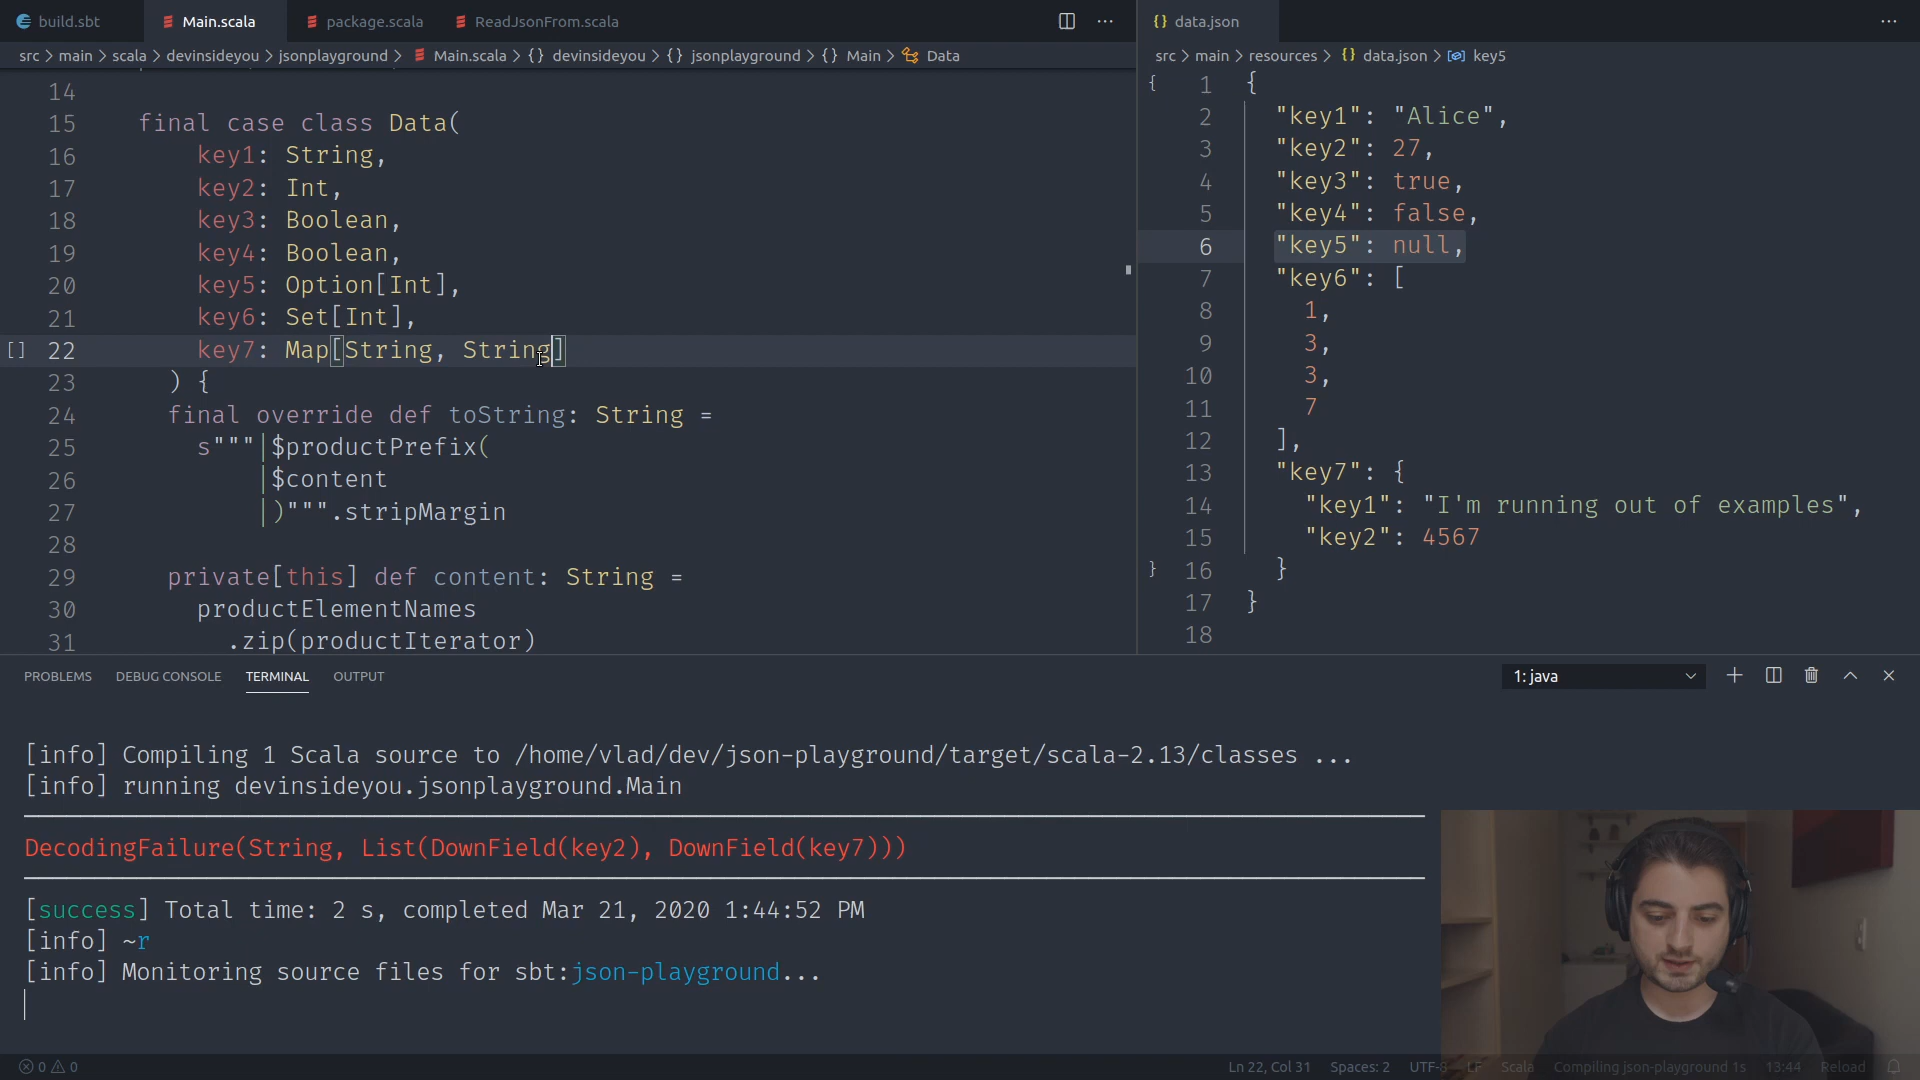 build.sbt Main.scala package.scala ReadJsonFrom.scala ...
src > main > scala > devinsideyou > jsonplayground > Main.scala > {} devinsideyou > {} jsonplayground > {} Main > Data
14
15 final case class Data(
16 key1: String,
17 key2: Int,
18 key3: Boolean,
19 key4: Boolean,
20 key5: Option[Int],
21 key6: Set[Int],
[] 22 key7: Map[String, String]
23 ) {
24 final override def toString: String =
25 s"""|$productPrefix(
26 |$content
27 |)""".stripMargin
28
29 private[this] def content: String =
30 productElementNames
31 .zip(productIterator)
{} data.json ...
src > main > resources > {} data.json > key5
{ 1 {
2 "key1": "Alice",
3 "key2": 27,
4 "key3": true,
5 "key4": false,
6 "key5": null,
7 "key6": [
8 1,
9 3,
10 3,
11 7
12 ],
13 "key7": {
14 "key1": "I'm running out of examples",
15 "key2": 4567
} 16 }
17 }
18
PROBLEMS DEBUG CONSOLE TERMINAL OUTPUT 1: java
[info] Compiling 1 Scala source to /home/vlad/dev/json-playground/target/scala-2.13/classes ...
[info] running devinsideyou.jsonplayground.Main
DecodingFailure(String, List(DownField(key2), DownField(key7)))
[success] Total time: 2 s, completed Mar 21, 2020 1:44:52 PM
[info] ~r
[info] Monitoring source files for sbt:json-playground...
0 0 Ln 22, Col 31 Spaces: 2 UTF-8 LF Scala Compiling json-playground 1s 13:44 Reload